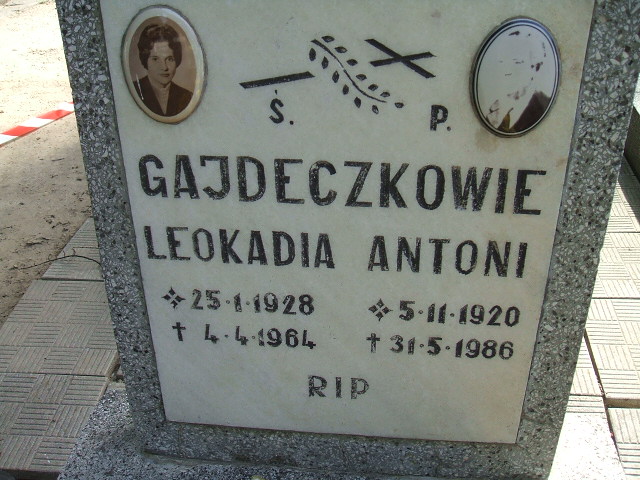 Ś. P.
GAJDECZKOWIE
LEOKADIA ANTONI
25·1·1928 5·11·1920
† 4·4·1964 † 31·5·1986
RIP